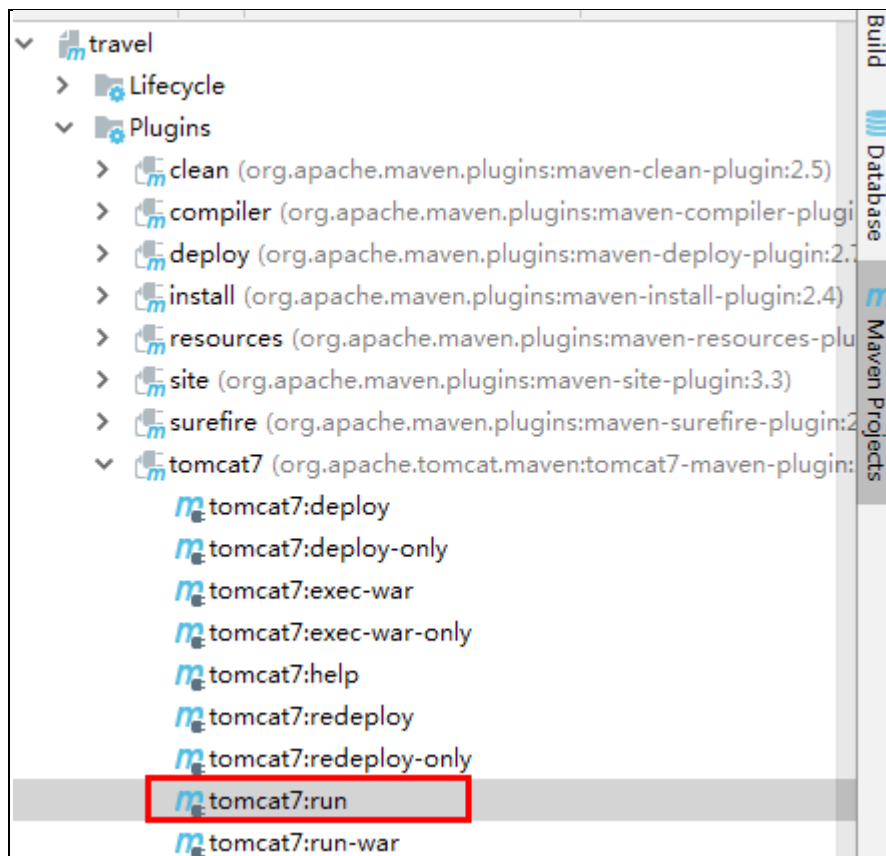 travel
Lifecycle
Plugins
clean (org.apache.maven.plugins:maven-clean-plugin:2.5)
compiler (org.apache.maven.plugins:maven-compiler-plugi
deploy (org.apache.maven.plugins:maven-deploy-plugin:2.7
install (org.apache.maven.plugins:maven-install-plugin:2.4)
resources (org.apache.maven.plugins:maven-resources-plu
site (org.apache.maven.plugins:maven-site-plugin:3.3)
surefire (org.apache.maven.plugins:maven-surefire-plugin:2
tomcat7 (org.apache.tomcat.maven:tomcat7-maven-plugin:
tomcat7:deploy
tomcat7:deploy-only
tomcat7:exec-war
tomcat7:exec-war-only
tomcat7:help
tomcat7:redeploy
tomcat7:redeploy-only
tomcat7:run
tomcat7:run-war
Build
Database
Maven Projects